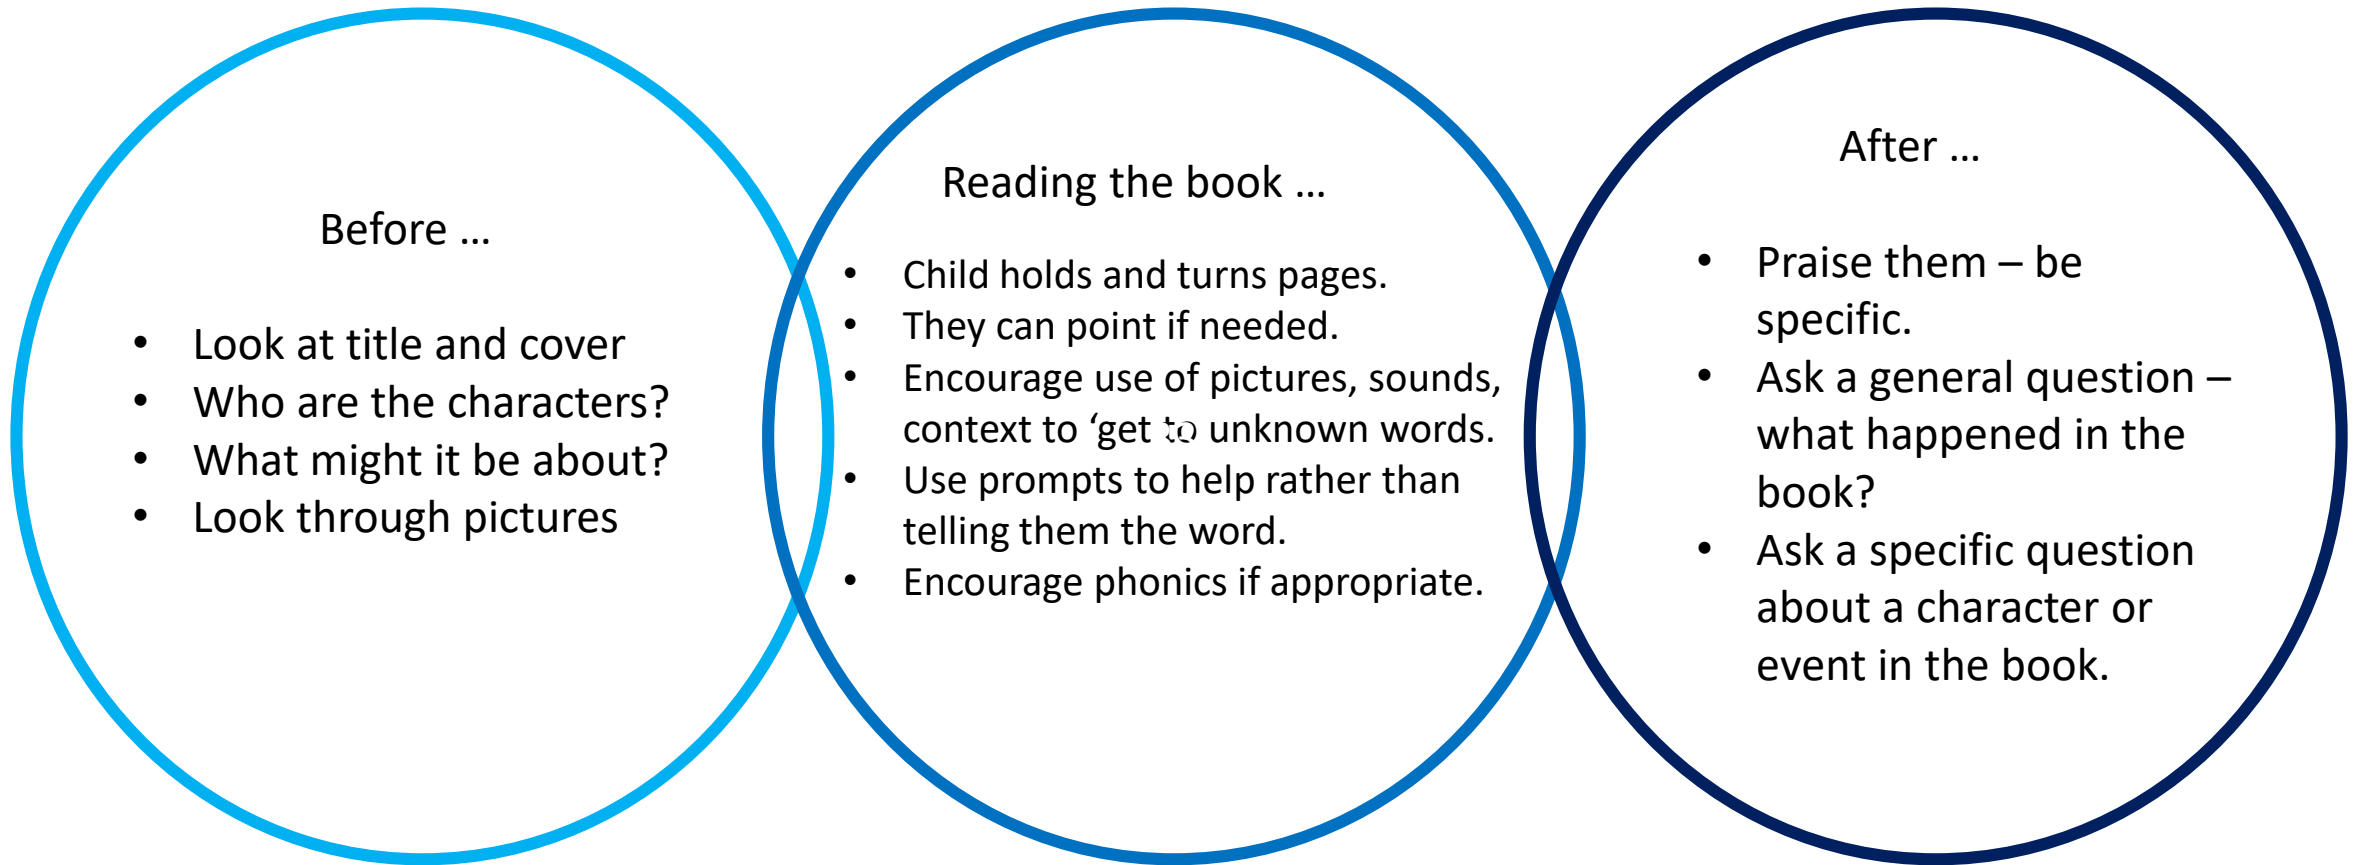 Before …
• Look at title and cover
• Who are the characters?
• What might it be about?
• Look through pictures
Reading the book …
• Child holds and turns pages.
• They can point if needed.
• Encourage use of pictures, sounds,
context to ‘get to unknown words.
• Use prompts to help rather than
telling them the word.
• Encourage phonics if appropriate.
After …
• Praise them – be
specific.
• Ask a general question –
what happened in the
book?
• Ask a specific question
about a character or
event in the book.